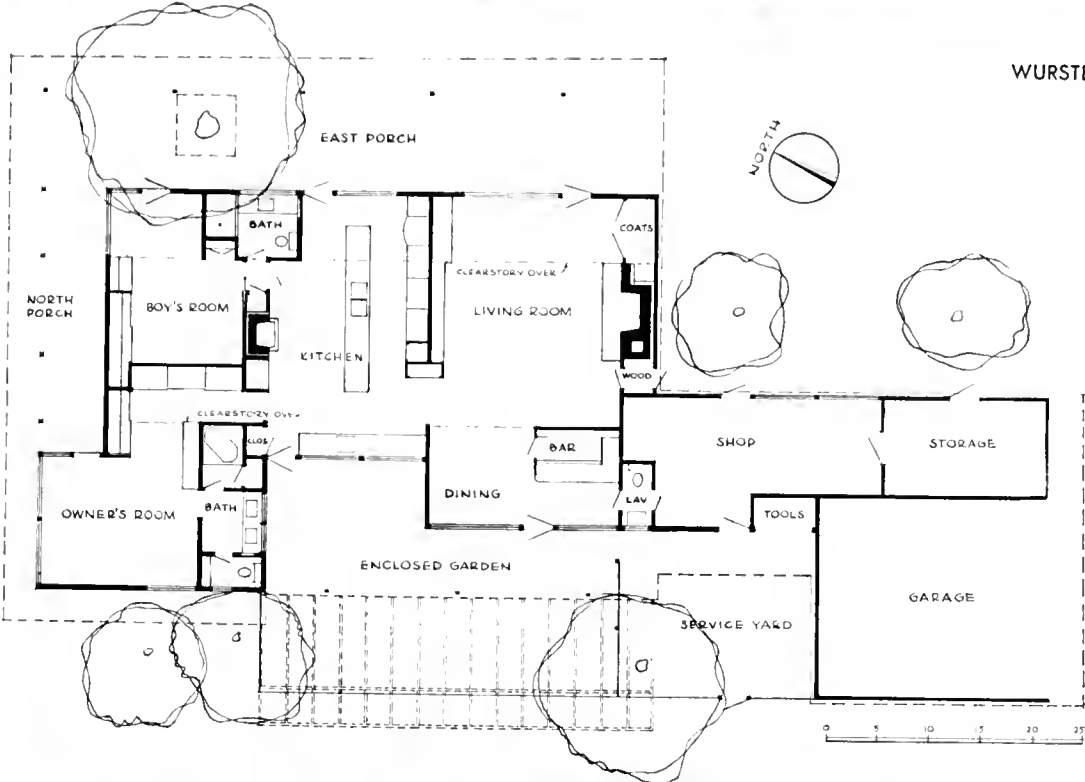 WURSTE
NORTH
EAST PORCH
BATH
COATS
CLEARSTORY OVER
NORTH
PORCH
BOY'S ROOM
LIVING ROOM
KITCHEN
WOOD
CLEARSTORY OVER
CLOS
BAR
SHOP
STORAGE
DINING
LAV
OWNER'S ROOM
BATH
TOOLS
ENCLOSED GARDEN
GARAGE
SERVICE YARD
0 5 10 15 20 25